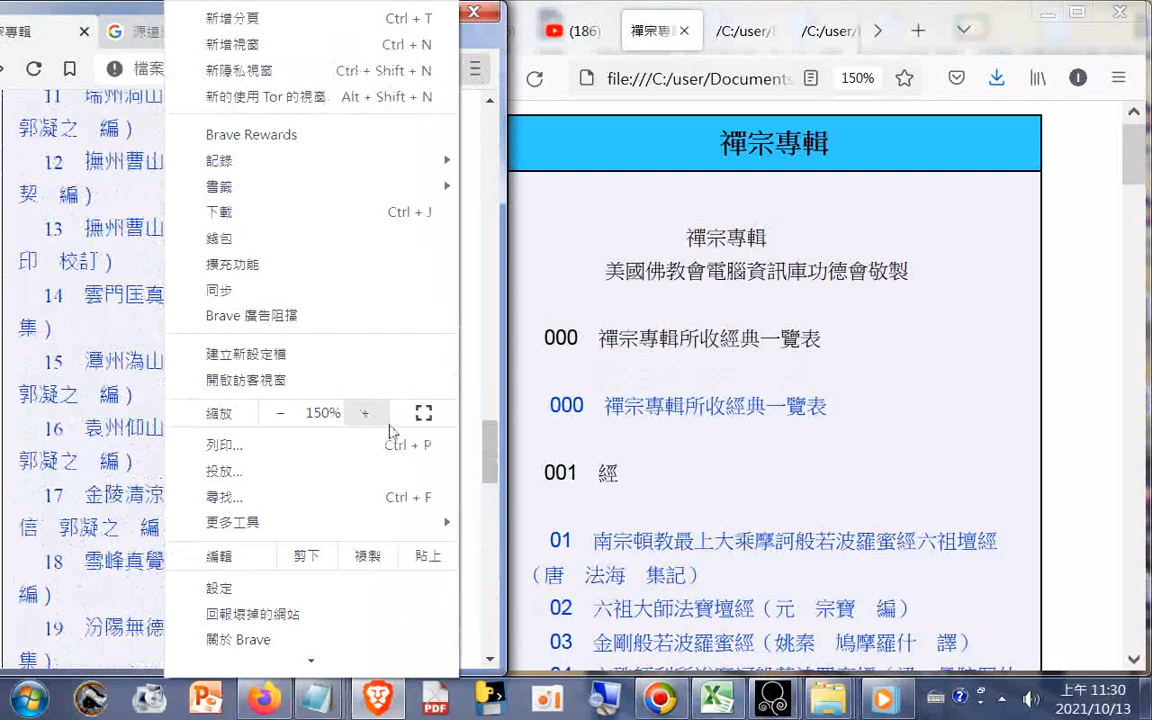 專輯
源
檔案
11 瑞州洞山
郭凝之 編）
12 撫州曹山
契 編）
13 撫州曹山
印 校訂）
14 雲門匡真
集）
15 潭州溈山
郭凝之 編）
16 袁州仰山
郭凝之 編）
17 金陵清涼
信 郭凝之 編
18 雪峰真覺
編）
19 汾陽無德
集）
新增分頁 Ctrl + T
新增視窗 Ctrl + N
新隱私視窗 Ctrl + Shift + N
新的使用 Tor 的視窗 Alt + Shift + N
Brave Rewards
記錄
書籤
下載 Ctrl + J
錢包
擴充功能
同步
Brave 廣告阻擋
建立新設定檔
開啟訪客視窗
縮放 − 150% +
列印... Ctrl + P
投放...
尋找... Ctrl + F
更多工具
編輯 剪下 複製 貼上
設定
回報壞掉的網站
關於 Brave
(186)
禪宗專
/C:/user/
/C:/user/
file:///C:/user/Documents
150%
禪宗專輯
禪宗專輯
美國佛教會電腦資訊庫功德會敬製
000 禪宗專輯所收經典一覽表
000 禪宗專輯所收經典一覽表
001 經
01 南宗頓教最上大乘摩訶般若波羅蜜經六祖壇經
（唐 法海 集記）
02 六祖大師法寶壇經（元 宗寶 編）
03 金剛般若波羅蜜經（姚秦 鳩摩羅什 譯）
PDF
上午 11:30
2021/10/13